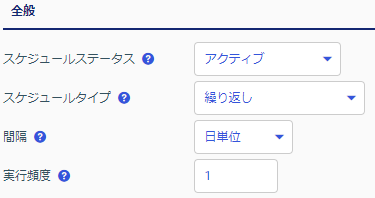 全般
スケジュールステータス ? アクティブ
スケジュールタイプ ? 繰り返し
間隔 ? 日単位
実行頻度 ? 1